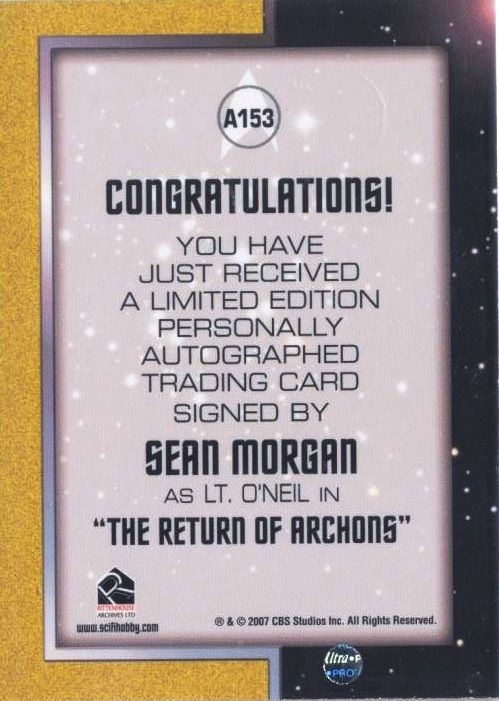 A153
CONGRATULATIONS!
YOU HAVE
JUST RECEIVED
A LIMITED EDITION
PERSONALLY
AUTOGRAPHED
TRADING CARD
SIGNED BY
SEAN MORGAN
AS LT. O'NEIL IN
“THE RETURN OF ARCHONS”
RITTENHOUSE
ARCHIVES LTD
www.scifihobby.com
® & © 2007 CBS Studios Inc. All Rights Reserved.
Ultra•P
•PRO